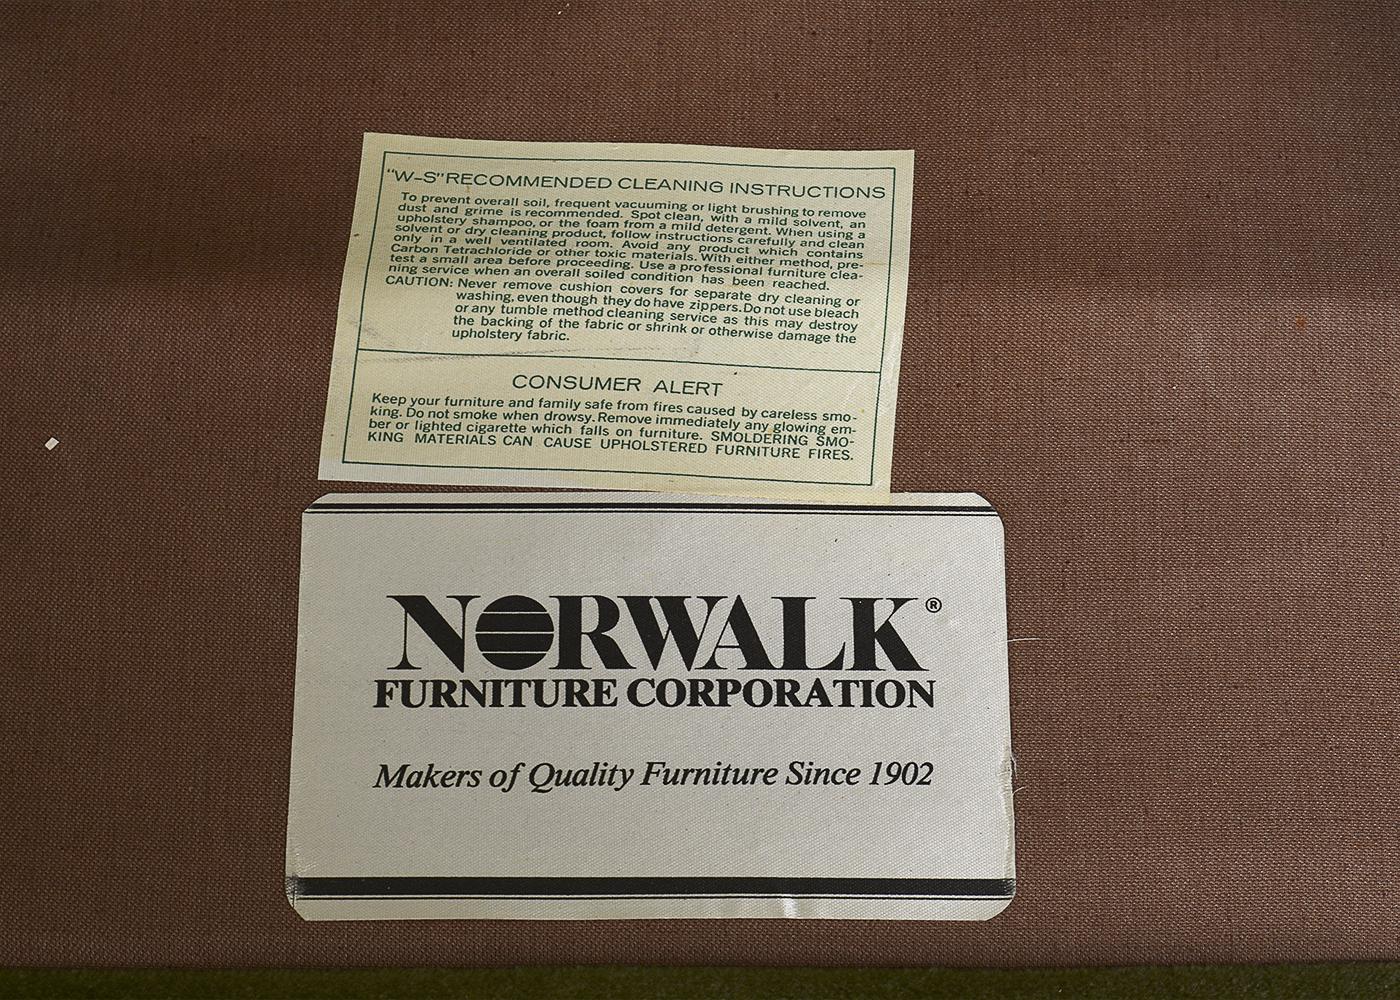 "W-S" RECOMMENDED CLEANING INSTRUCTIONS
To prevent overall soil, frequent vacuuming or light brushing to remove
dust and grime is recommended. Spot clean, with a mild solvent, an
upholstery shampoo, or the foam from a mild detergent. When using a
solvent or dry cleaning product, follow instructions carefully and clean
only in a well ventilated room. Avoid any product which contains
Carbon Tetrachloride or other toxic materials. With either method, pre-
test a small area before proceeding. Use a professional furniture clea-
ning service when an overall soiled condition has been reached.
CAUTION: Never remove cushion covers for separate dry cleaning or
washing, even though they do have zippers. Do not use bleach
or any tumble method cleaning service as this may destroy
the backing of the fabric or shrink or otherwise damage the
upholstery fabric.
CONSUMER ALERT
Keep your furniture and family safe from fires caused by careless smo-
king. Do not smoke when drowsy. Remove immediately any glowing em-
ber or lighted cigarette which falls on furniture. SMOLDERING SMO-
KING MATERIALS CAN CAUSE UPHOLSTERED FURNITURE FIRES.
NORWALK®
FURNITURE CORPORATION
Makers of Quality Furniture Since 1902